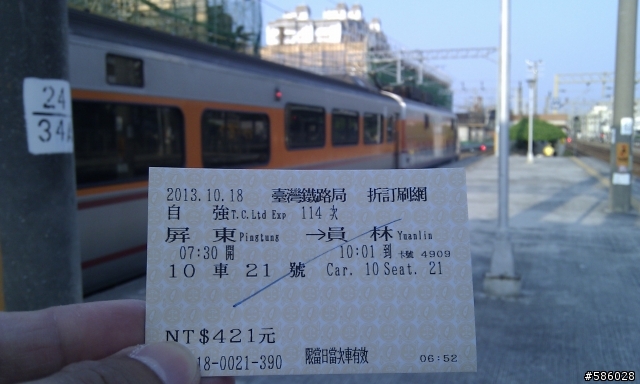 24
34A
2013.10.18 臺灣鐵路局 折訂刷網
自 強 T.C.Ltd Exp 114 次
屏 東 Pingtung →員 林 Yuanlin
07:30 開 10:01 到 卡號 4909
10 車 21 號 Car. 10 Seat. 21
NT$421元
18-0021-390 限當日當次車有效 06:52
#586028